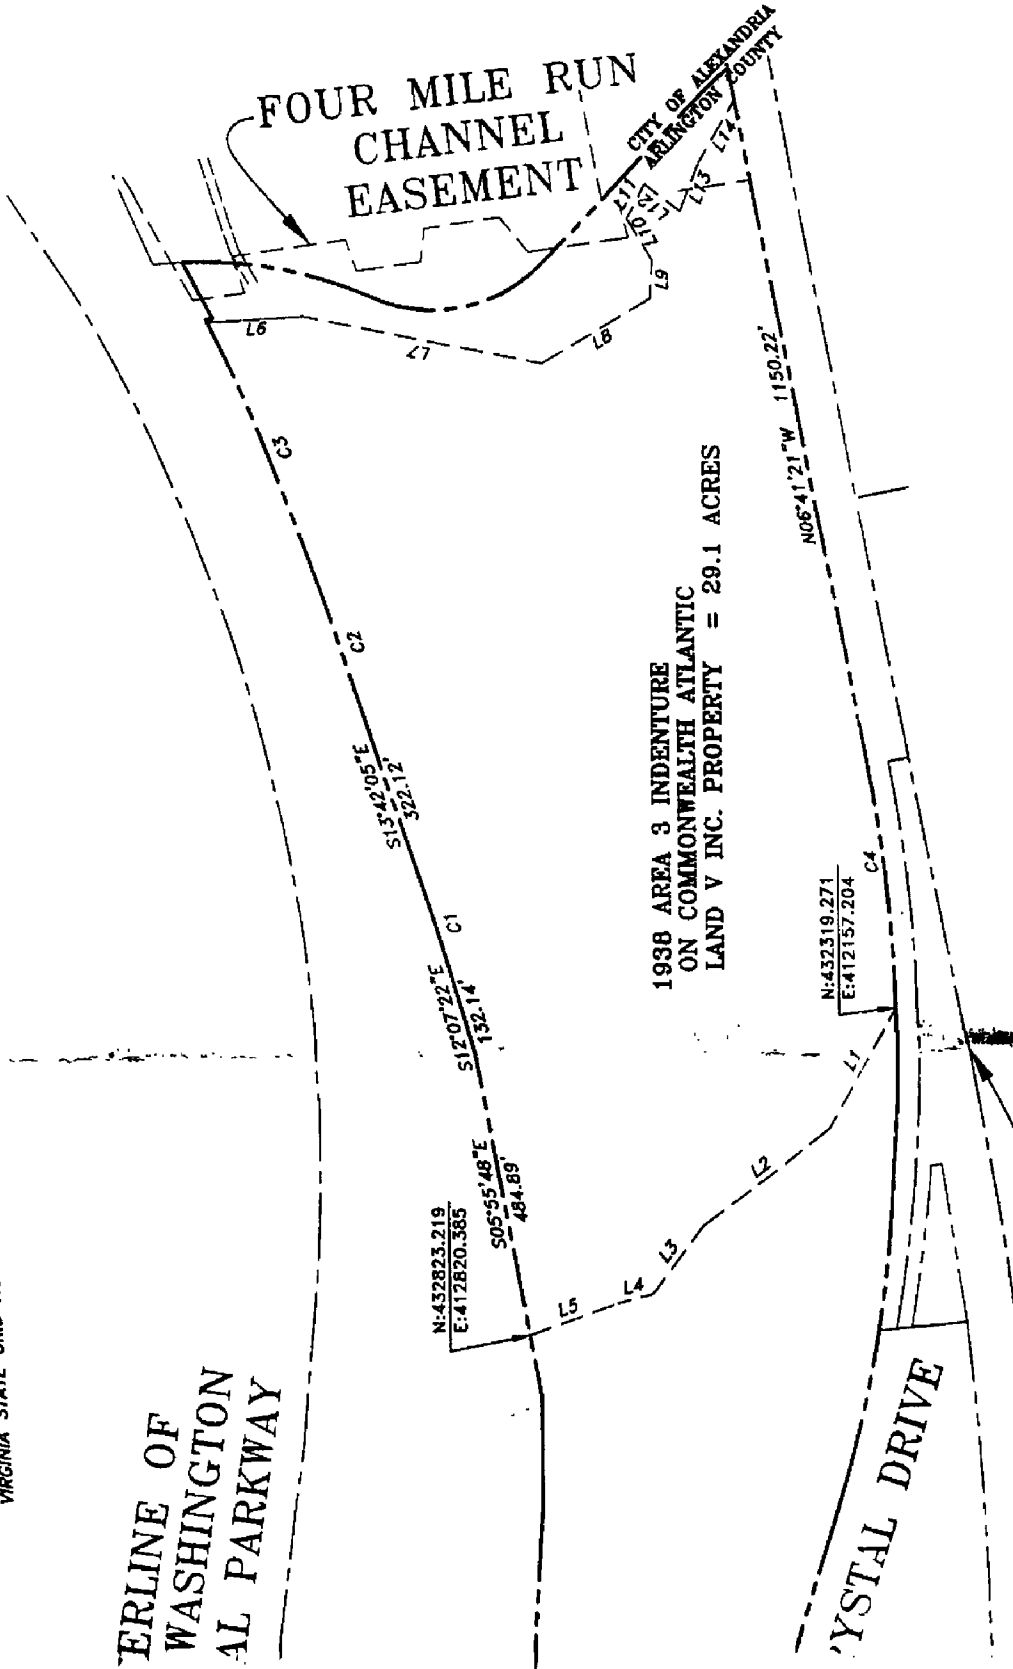 FOUR MILE RUN
CHANNEL
EASEMENT
CITY OF ALEXANDRIA
ARLINGTON COUNTY
L11
L12
L10
L13
L14
L9
L8
L7
L6
C3
C2
S13°42'05"E
322.12'
C1
S12°07'22"E
132.14'
S05°55'48"E
484.89'
N:432823.219
E:412820.385
N06°41'21"W 1150.22'
1938 AREA 3 INDENTURE
ON COMMONWEALTH ATLANTIC
LAND V INC. PROPERTY = 29.1 ACRES
N:432319.271
E:412157.204
C4
L1
L2
L3
L4
L5
VIRGINIA STATE
ERLINE OF
WASHINGTON
AL PARKWAY
YSTAL DRIVE